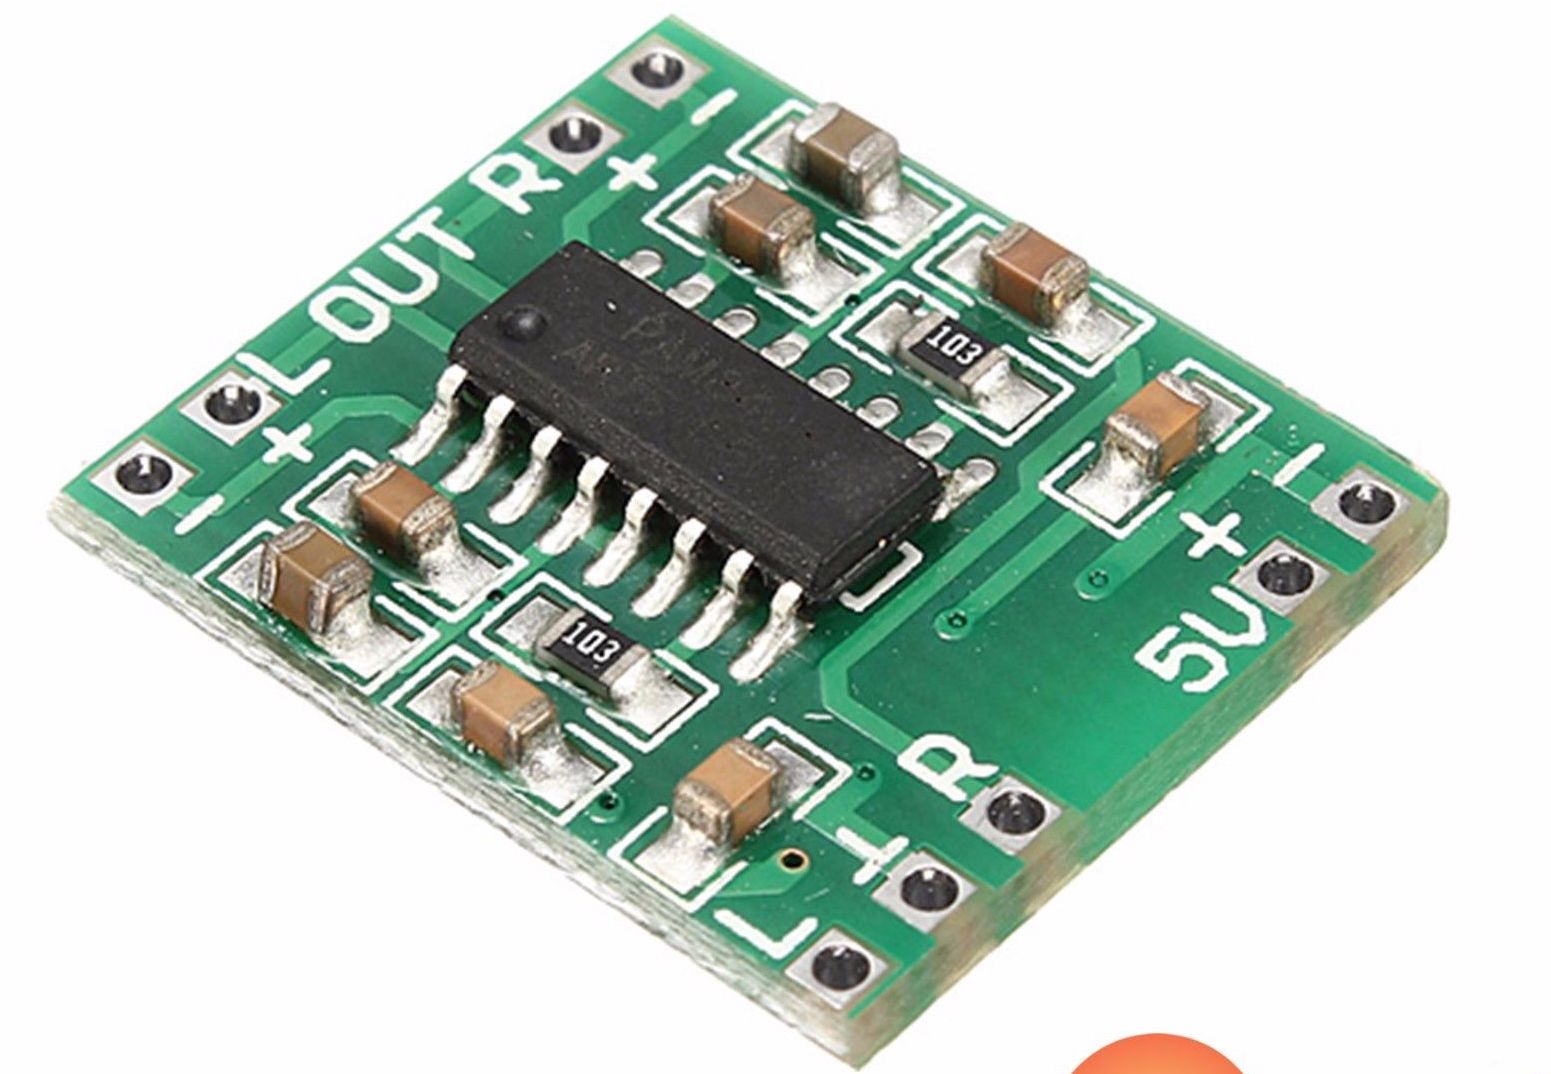 - + R OUT L + -
103
103
- + 5V
R ⊥ L